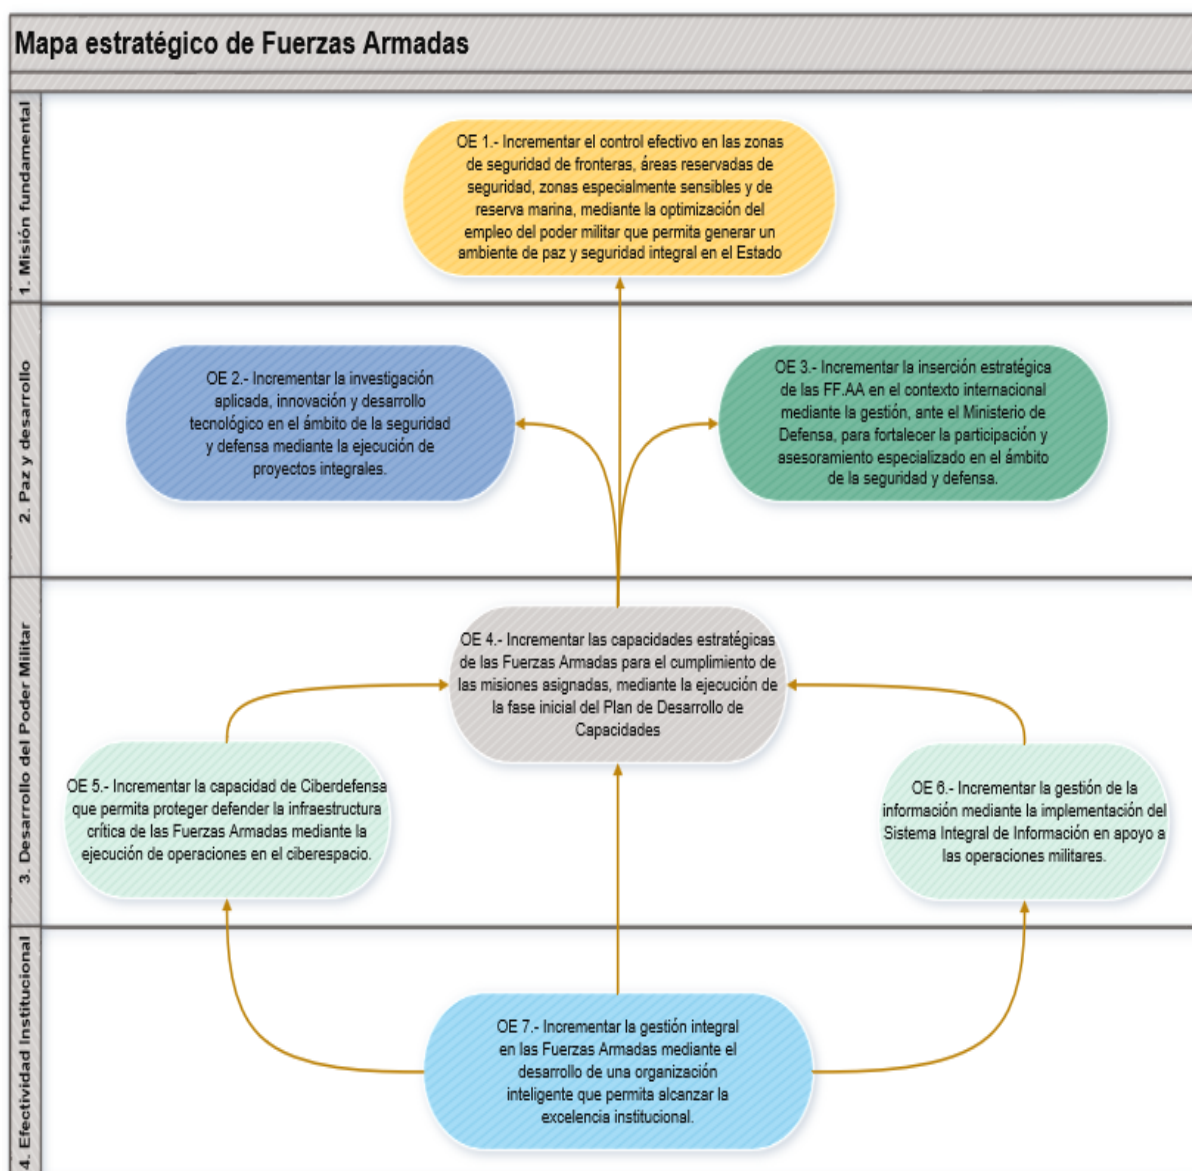 Mapa estratégico de Fuerzas Armadas
1. Misión fundamental
OE 1.- Incrementar el control efectivo en las zonas
de seguridad de fronteras, áreas reservadas de
seguridad, zonas especialmente sensibles y de
reserva marina, mediante la optimización del
empleo del poder militar que permita generar un
ambiente de paz y seguridad integral en el Estado
2. Paz y desarrollo
OE 2.- Incrementar la investigación
aplicada, innovación y desarrollo
tecnológico en el ámbito de la seguridad
y defensa mediante la ejecución de
proyectos integrales.
OE 3.- Incrementar la inserción estratégica
de las FF.AA en el contexto internacional
mediante la gestión, ante el Ministerio de
Defensa, para fortalecer la participación y
asesoramiento especializado en el ámbito
de la seguridad y defensa.
3. Desarrollo del Poder Militar
OE 4.- Incrementar las capacidades estratégicas
de las Fuerzas Armadas para el cumplimiento de
las misiones asignadas, mediante la ejecución de
la fase inicial del Plan de Desarrollo de
Capacidades
OE 5.- Incrementar la capacidad de Ciberdefensa
que permita proteger defender la infraestructura
crítica de las Fuerzas Armadas mediante la
ejecución de operaciones en el ciberespacio.
OE 6.- Incrementar la gestión de la
información mediante la implementación del
Sistema Integral de Información en apoyo a
las operaciones militares.
4. Efectividad Institucional
OE 7.- Incrementar la gestión integral
en las Fuerzas Armadas mediante el
desarrollo de una organización
inteligente que permita alcanzar la
excelencia institucional.